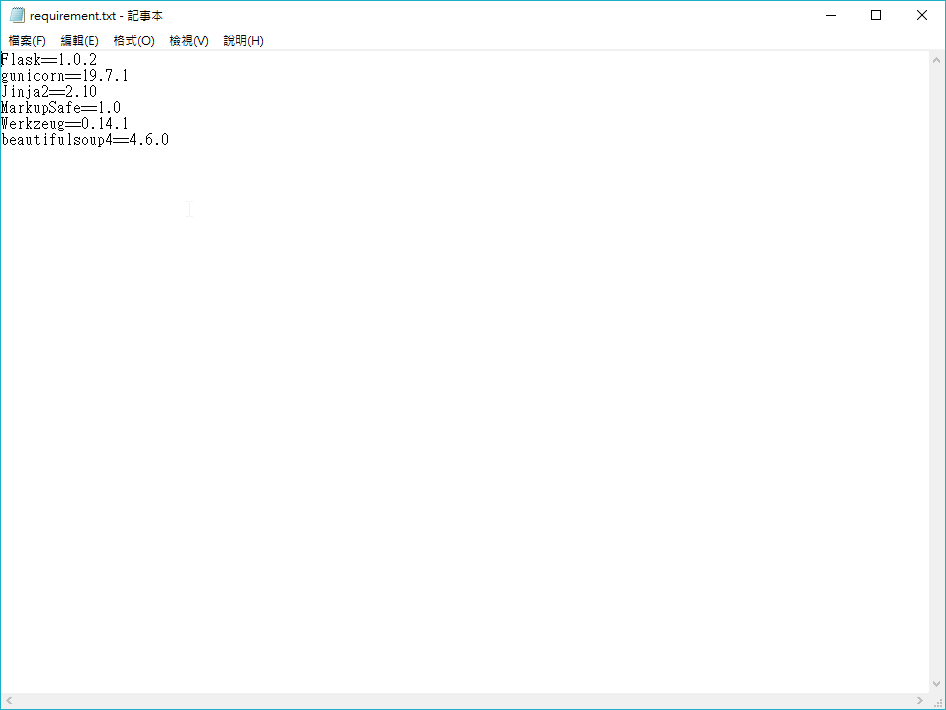 requirement.txt - 記事本
檔案(F) 編輯(E) 格式(O) 檢視(V) 說明(H)
Flask==1.0.2
gunicorn==19.7.1
Jinja2==2.10
MarkupSafe==1.0
Werkzeug==0.14.1
beautifulsoup4==4.6.0